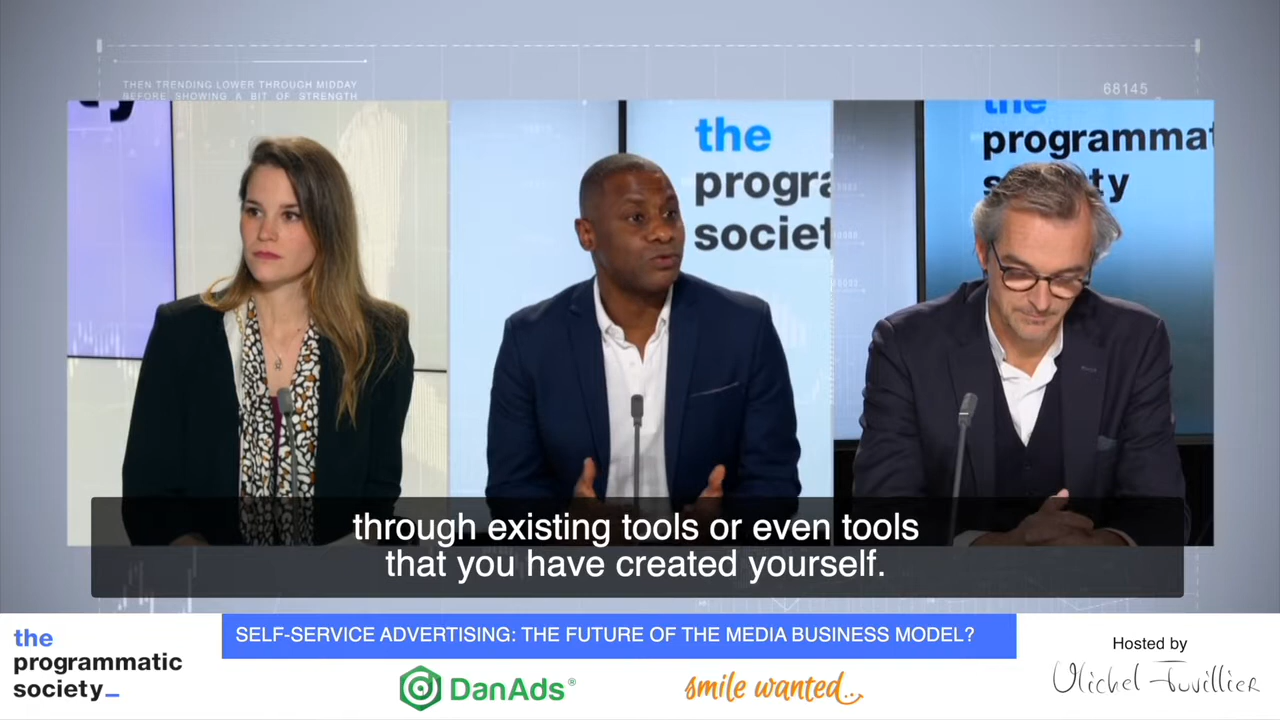 THEN TRENDING LOWER THROUGH MIDDAY
BEFORE SHOWING A BIT OF STRENGTH
68145
the
progra
societ
the
programmat
s ty
through existing tools or even tools
that you have created yourself.
the
programmatic
society_
SELF-SERVICE ADVERTISING: THE FUTURE OF THE MEDIA BUSINESS MODEL?
DanAds®
smile wanted...
Hosted by